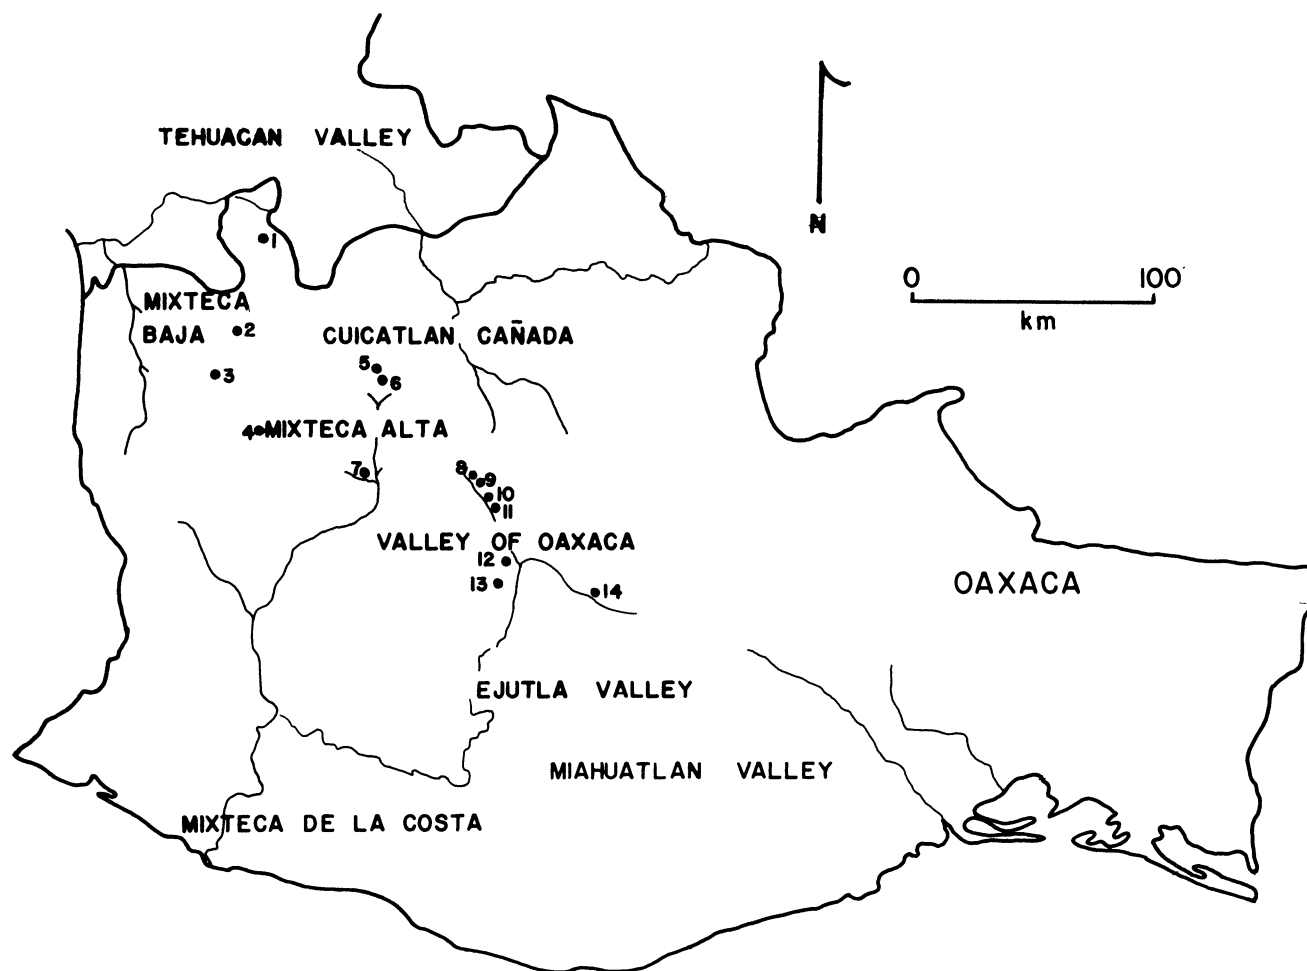 TEHUACAN VALLEY
N
1
0 100
km
MIXTECA
BAJA
2
CUICATLAN CAÑADA
3
5
6
4
MIXTECA ALTA
7
8
9
10
11
VALLEY OF OAXACA
12
13
14
OAXACA
EJUTLA VALLEY
MIAHUATLAN VALLEY
MIXTECA DE LA COSTA